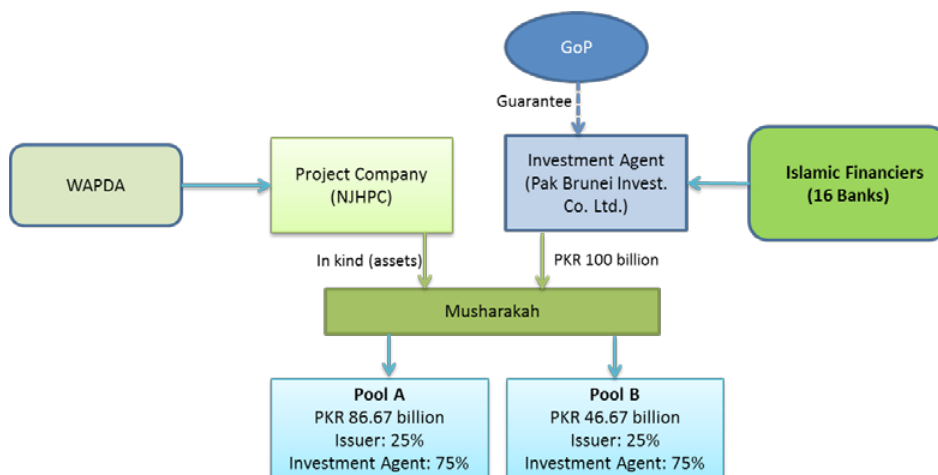 GoP
Guarantee
WAPDA
Project Company
(NJHPC)
Investment Agent
(Pak Brunei Invest.
Co. Ltd.)
Islamic Financiers
(16 Banks)
In kind (assets)
PKR 100 billion
Musharakah
Pool A
PKR 86.67 billion
Issuer: 25%
Investment Agent: 75%
Pool B
PKR 46.67 billion
Issuer: 25%
Investment Agent: 75%